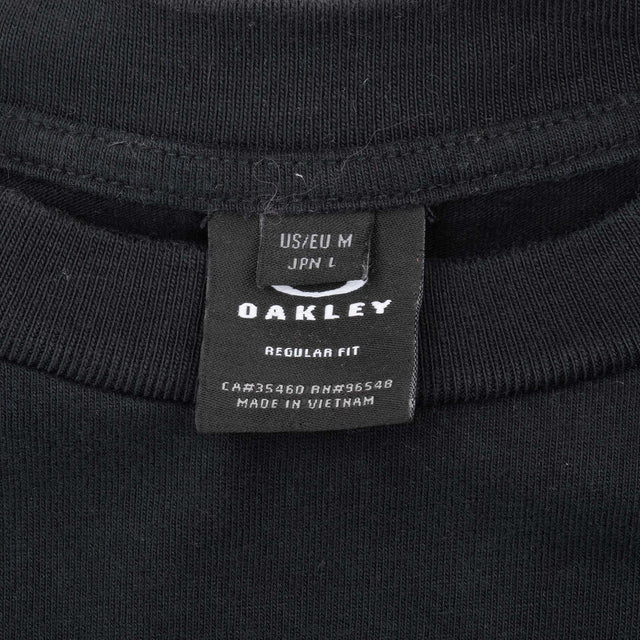 US/EU M
JPN L
OAKLEY
REGULAR FIT
CA#35460 RN#96548
MADE IN VIETNAM